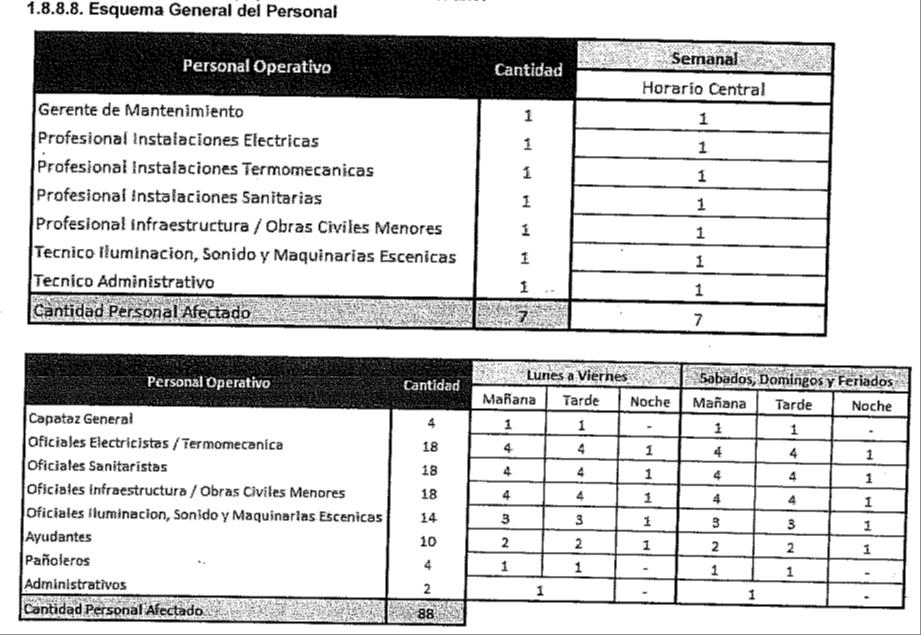 1.8.8.8. Esquema General del Personal
Personal Operativo Cantidad Semanal
Horario Central
Gerente de Mantenimiento 1 1
Profesional Instalaciones Electricas 1 1
Profesional Instalaciones Termomecanicas 1 1
Profesional Instalaciones Sanitarias 1 1
Profesional Infraestructura / Obras Civiles Menores 1 1
Tecnico Iluminacion, Sonido y Maquinarias Escenicas 1 1
Tecnico Administrativo 1 1
Cantidad Personal Afectado 7 7
Personal Operativo Cantidad Lunes a Viernes Sabados, Domingos y Feriados
Mañana Tarde Noche Mañana Tarde Noche
Capataz General 4 1 1 - 1 1 -
Oficiales Electricistas / Termomecanica 18 4 4 1 4 4 1
Oficiales Sanitaristas 18 4 4 1 4 4 1
Oficiales Infraestructura / Obras Civiles Menores 18 4 4 1 4 4 1
Oficiales Iluminacion, Sonido y Maquinarias Escenicas 14 3 3 1 3 3 1
Ayudantes 10 2 2 1 2 2 1
Pañoleros 4 1 1 - 1 1 -
Administrativos 2 1 - 1 -
Cantidad Personal Afectado 88